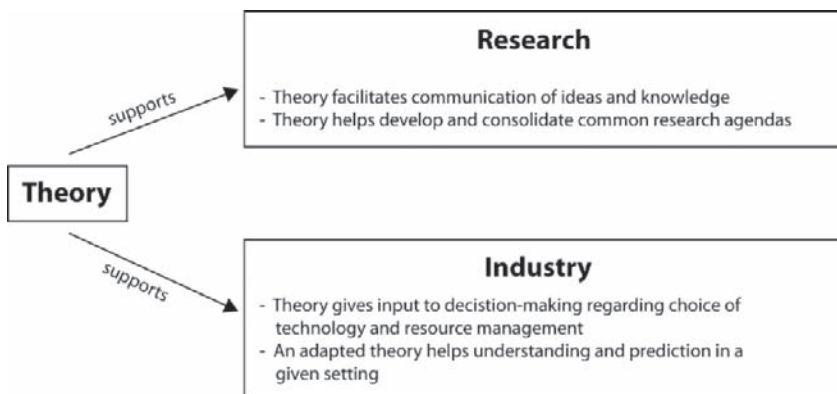 Research
supports
- Theory facilitates communication of ideas and knowledge
- Theory helps develop and consolidate common research agendas
Theory
supports
Industry
- Theory gives input to decistion-making regarding choice of
technology and resource management
- An adapted theory helps understanding and prediction in a
given setting